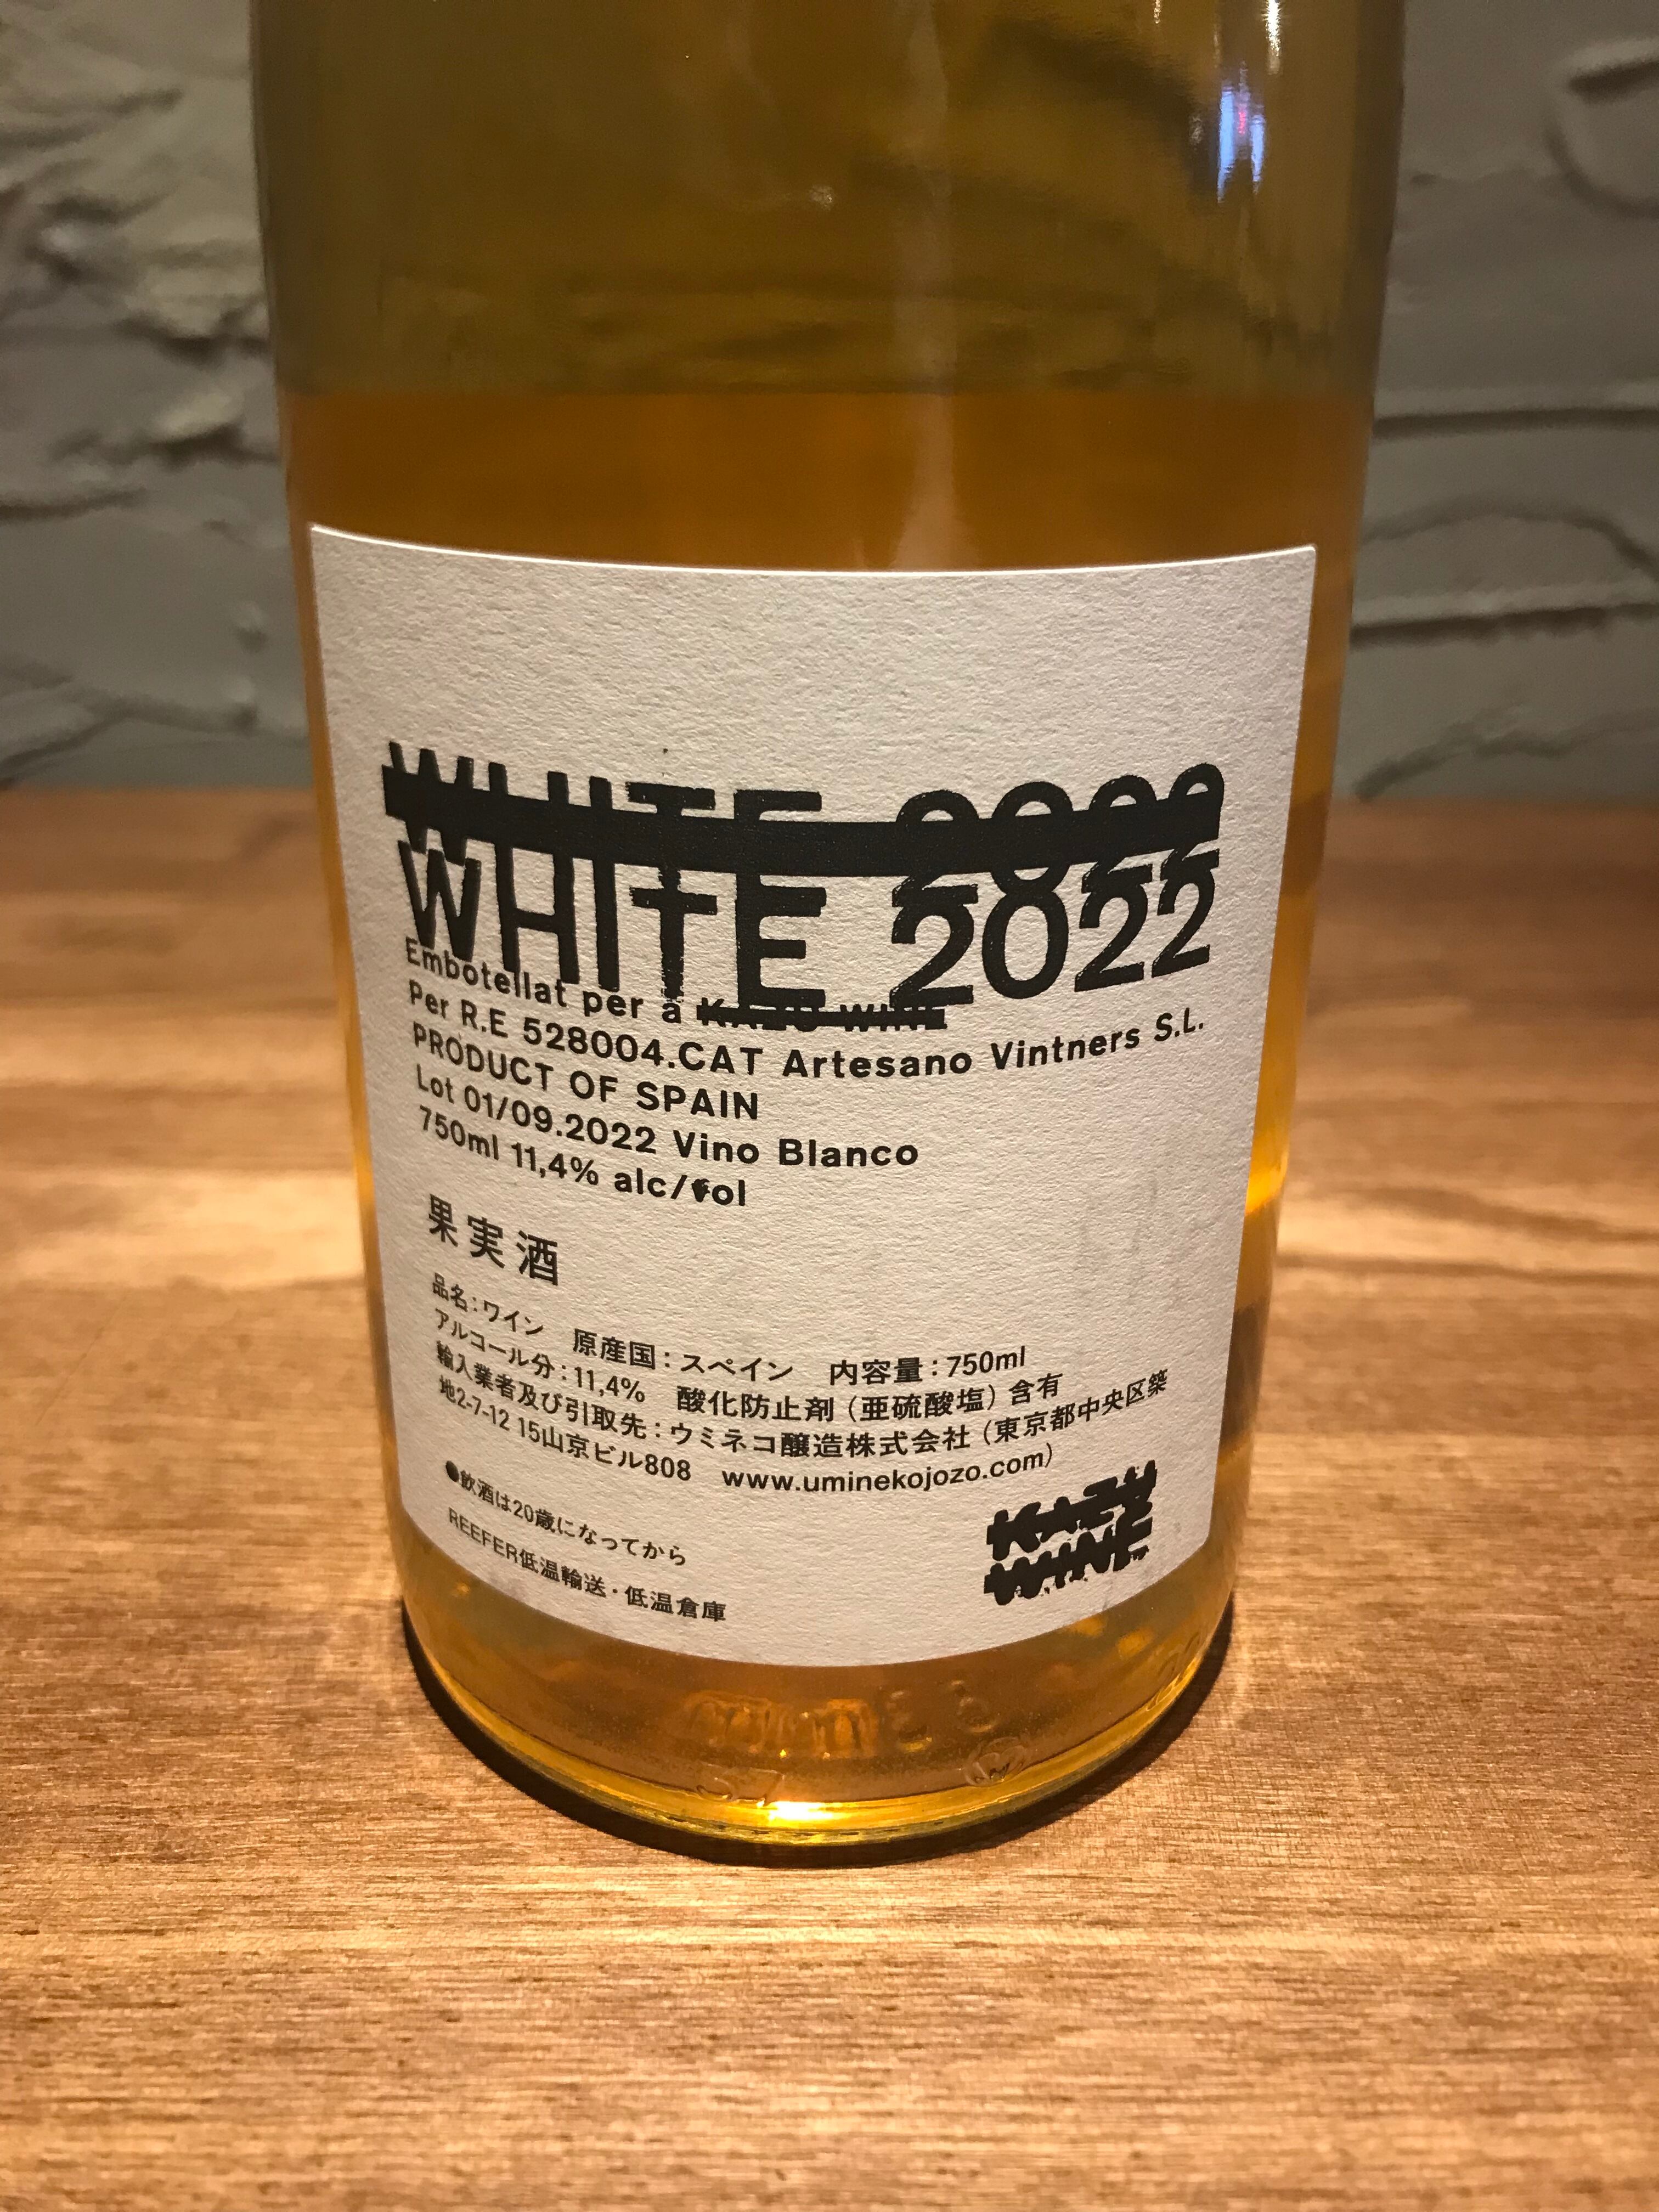 WHITE 2022
WHITE 2022
Embotellat per a KAZU WINE
Per R.E 528004.CAT Artesano Vintners S.L.
PRODUCT OF SPAIN
Lot 01/09.2022 Vino Blanco
750ml 11,4% alc/vol
果実酒
品名:ワイン 原産国:スペイン 内容量:750ml
アルコール分:11,4% 酸化防止剤(亜硫酸塩)含有
輸入業者及び引取先:ウミネコ醸造株式会社(東京都中央区築
地2-7-12 15山京ビル808 www.uminekojozo.com)
●飲酒は20歳になってから
REEFER低温輸送・低温倉庫